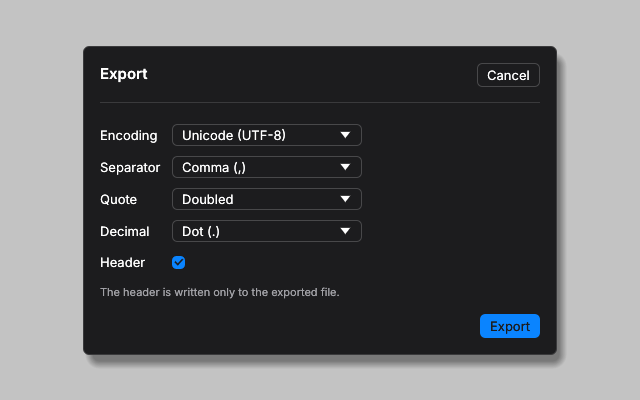 Export
Cancel
Encoding
Unicode (UTF-8)
Separator
Comma (,)
Quote
Doubled
Decimal
Dot (.)
Header
The header is written only to the exported file.
Export